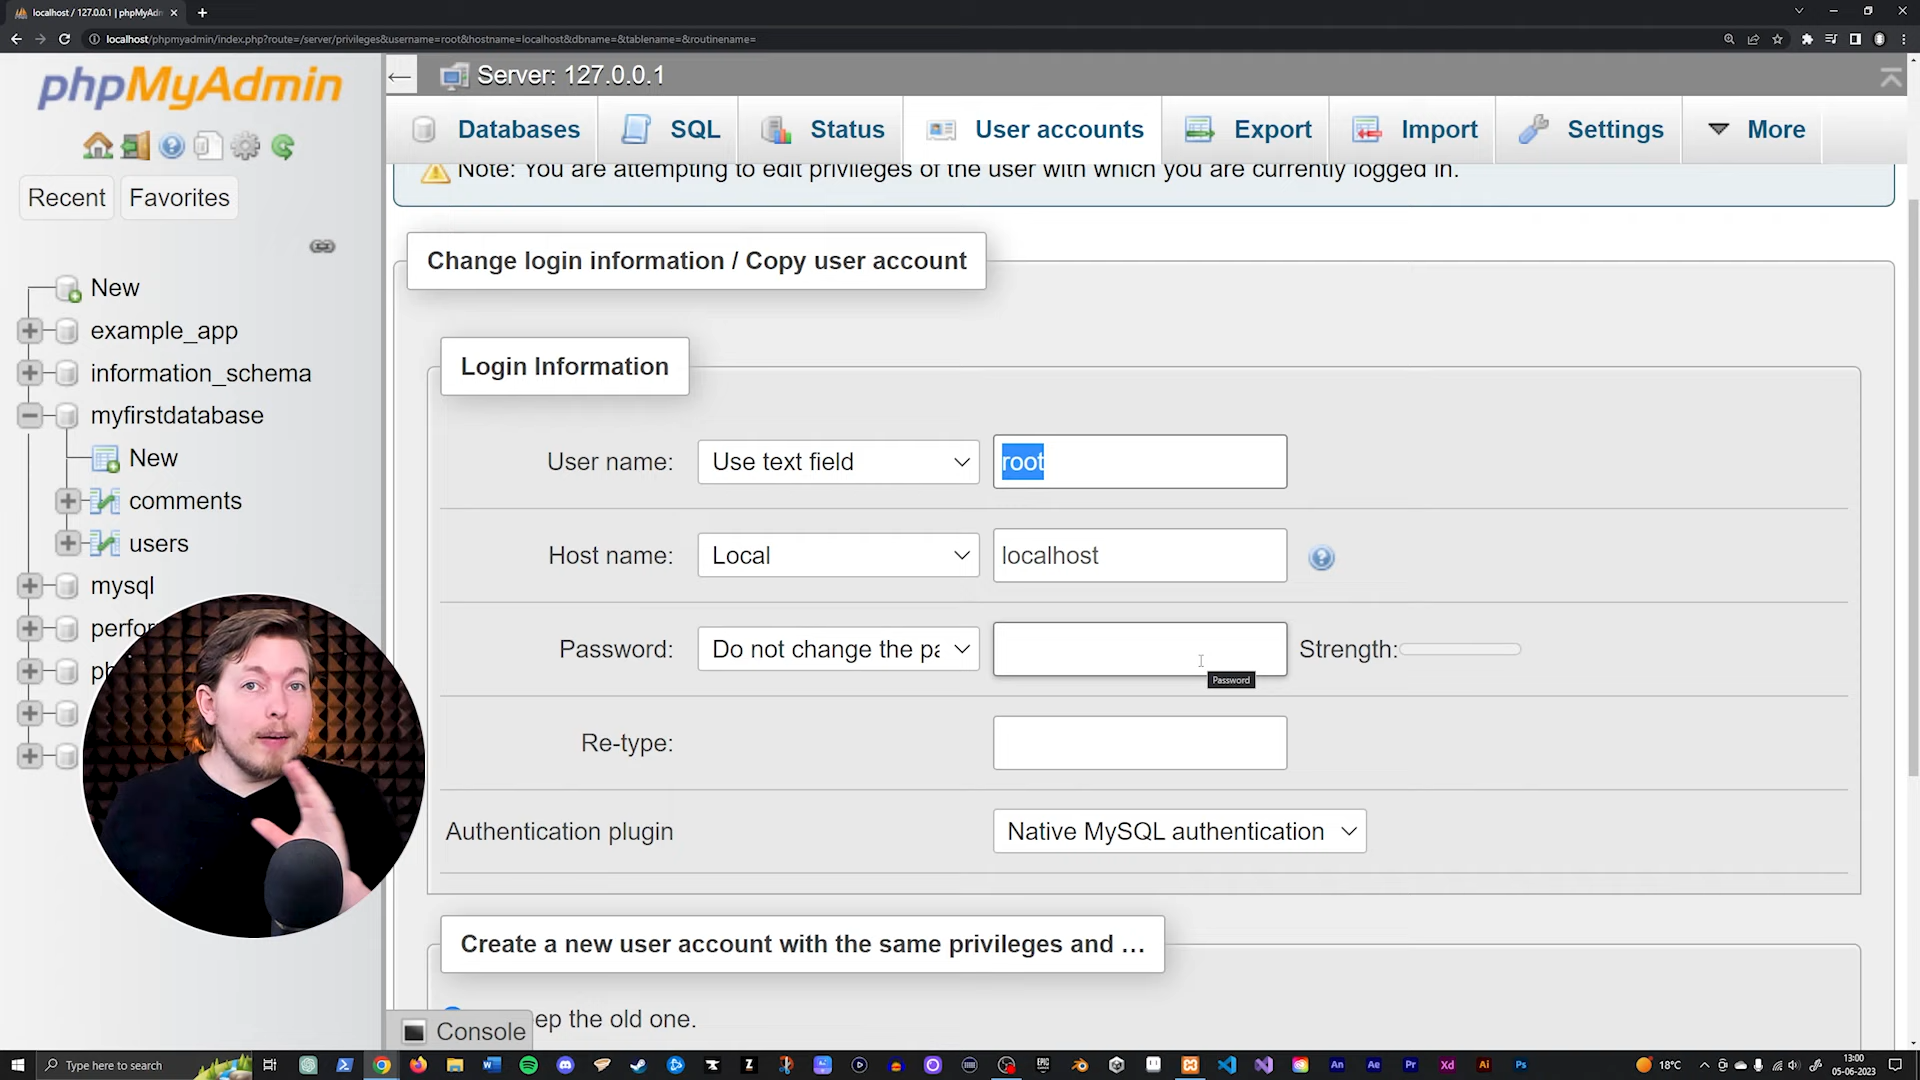 localhost / 127.0.0.1 | phpMyAdm
localhost/phpmyadmin/index.php?route=/server/privileges&username=root&hostname=localhost&dbname=&tablename=&routinename=
phpMyAdmin
Recent
Favorites
New
example_app
information_schema
myfirstdatabase
New
comments
users
mysql
perfor
ph
Server: 127.0.0.1
Databases
SQL
Status
User accounts
Export
Import
Settings
More
Note: You are attempting to edit privileges of the user with which you are currently logged in.
Change login information / Copy user account
Login Information
User name:
Use text field
root
Host name:
Local
localhost
Password:
Do not change the pa
Strength:
Password
Re-type:
Authentication plugin
Native MySQL authentication
Create a new user account with the same privileges and ...
ep the old one.
Console
Type here to search
18°C
13:00
05-06-2023